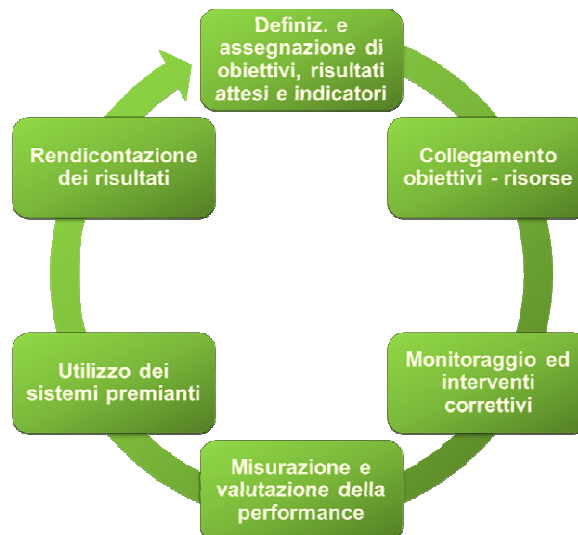 Definiz. e
assegnazione di
obiettivi, risultati
attesi e indicatori
Collegamento
obiettivi - risorse
Monitoraggio ed
interventi
correttivi
Misurazione e
valutazione della
performance
Utilizzo dei
sistemi premianti
Rendicontazione
dei risultati